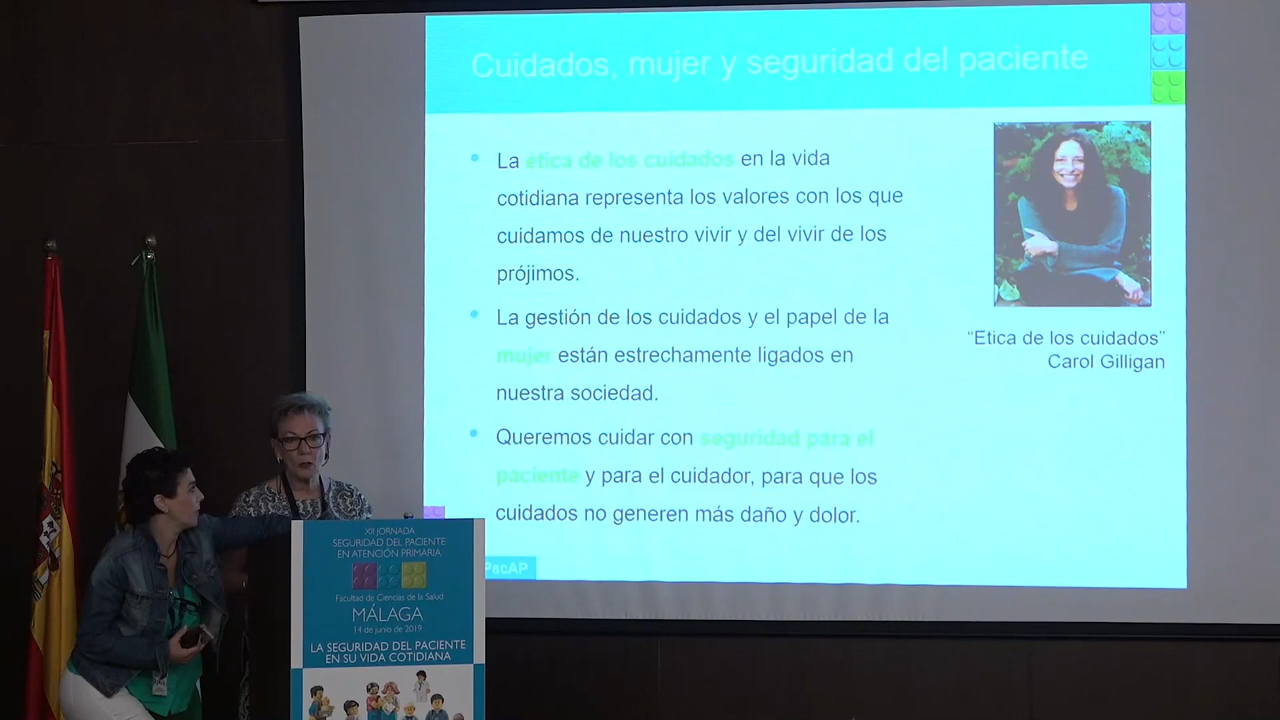 Cuidados, mujer y seguridad del paciente
La ética de los cuidados en la vida
cotidiana representa los valores con los que
cuidamos de nuestro vivir y del vivir de los
prójimos.
La gestión de los cuidados y el papel de la
mujer están estrechamente ligados en
nuestra sociedad.
Queremos cuidar con seguridad para el
paciente y para el cuidador, para que los
cuidados no generen más daño y dolor.
"Etica de los cuidados"
Carol Gilligan
PacAP
XII JORNADA
SEGURIDAD DEL PACIENTE
EN ATENCIÓN PRIMARIA
Facultad de Ciencias de la Salud
MÁLAGA
14 de junio de 2019
LA SEGURIDAD DEL PACIENTE
EN SU VIDA COTIDIANA